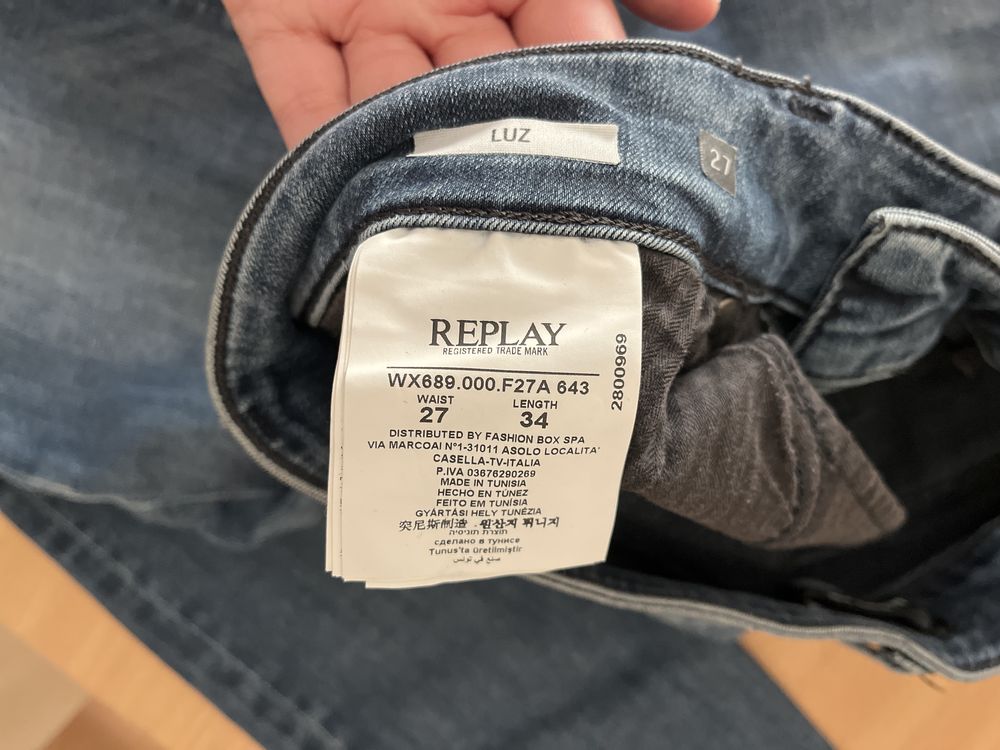 LUZ
27
REPLAY
REGISTERED TRADE MARK
WX689.000.F27A 643
WAIST LENGTH
27 34
DISTRIBUTED BY FASHION BOX SPA
VIA MARCOAI N°1-31011 ASOLO LOCALITA'
CASELLA-TV-ITALIA
P.IVA 03676290269
MADE IN TUNISIA
HECHO EN TÚNEZ
FEITO EM TUNÍSIA
GYÁRTÁSI HELY TUNÉZIA
突尼斯制造 원산지 튀니지
תוצרת תוניסיה
сделано в тунисе
Tunus'ta üretilmiştir
صنع في تونس
2800969